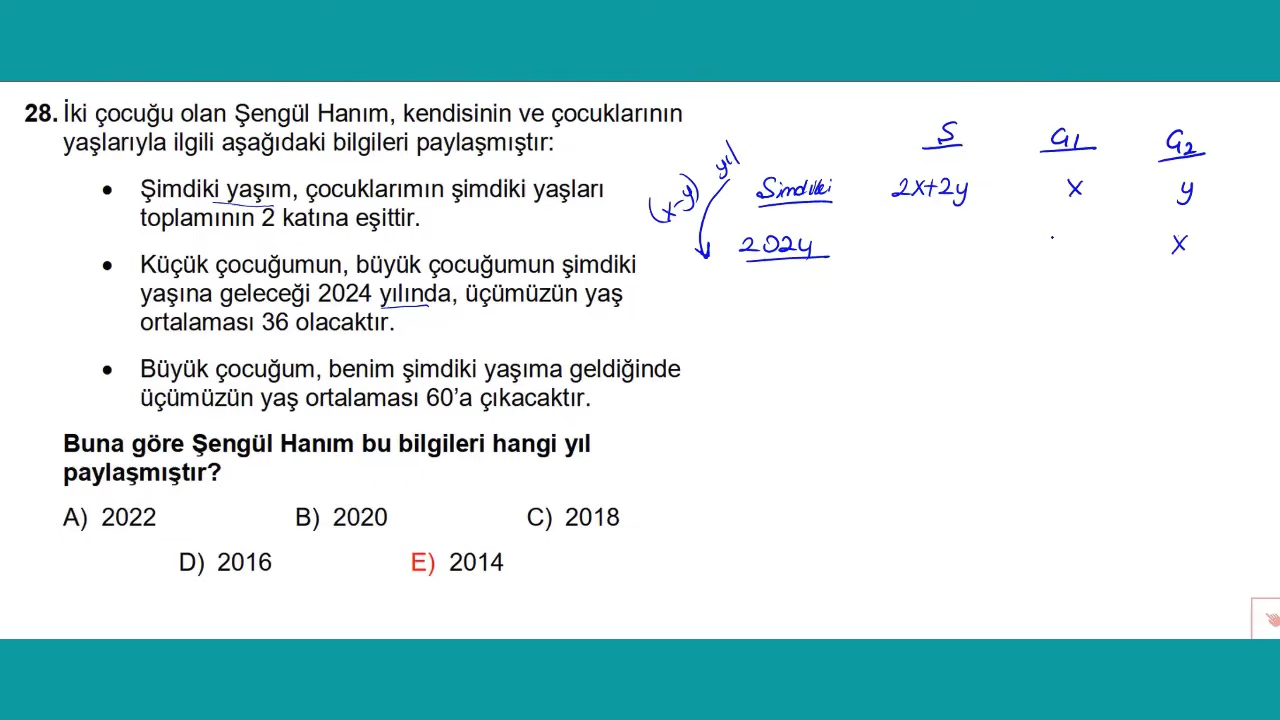 28. İki çocuğu olan Şengül Hanım, kendisinin ve çocuklarının
yaşlarıyla ilgili aşağıdaki bilgileri paylaşmıştır:
• Şimdiki yaşım, çocuklarımın şimdiki yaşları
toplamının 2 katına eşittir.
• Küçük çocuğumun, büyük çocuğumun şimdiki
yaşına geleceği 2024 yılında, üçümüzün yaş
ortalaması 36 olacaktır.
• Büyük çocuğum, benim şimdiki yaşıma geldiğinde
üçümüzün yaş ortalaması 60’a çıkacaktır.
Buna göre Şengül Hanım bu bilgileri hangi yıl
paylaşmıştır?
A) 2022 B) 2020 C) 2018
D) 2016 E) 2014
Ş Ç1 Ç2
Şimdiki 2x+2y x y
(x-y) yıl
2024 x